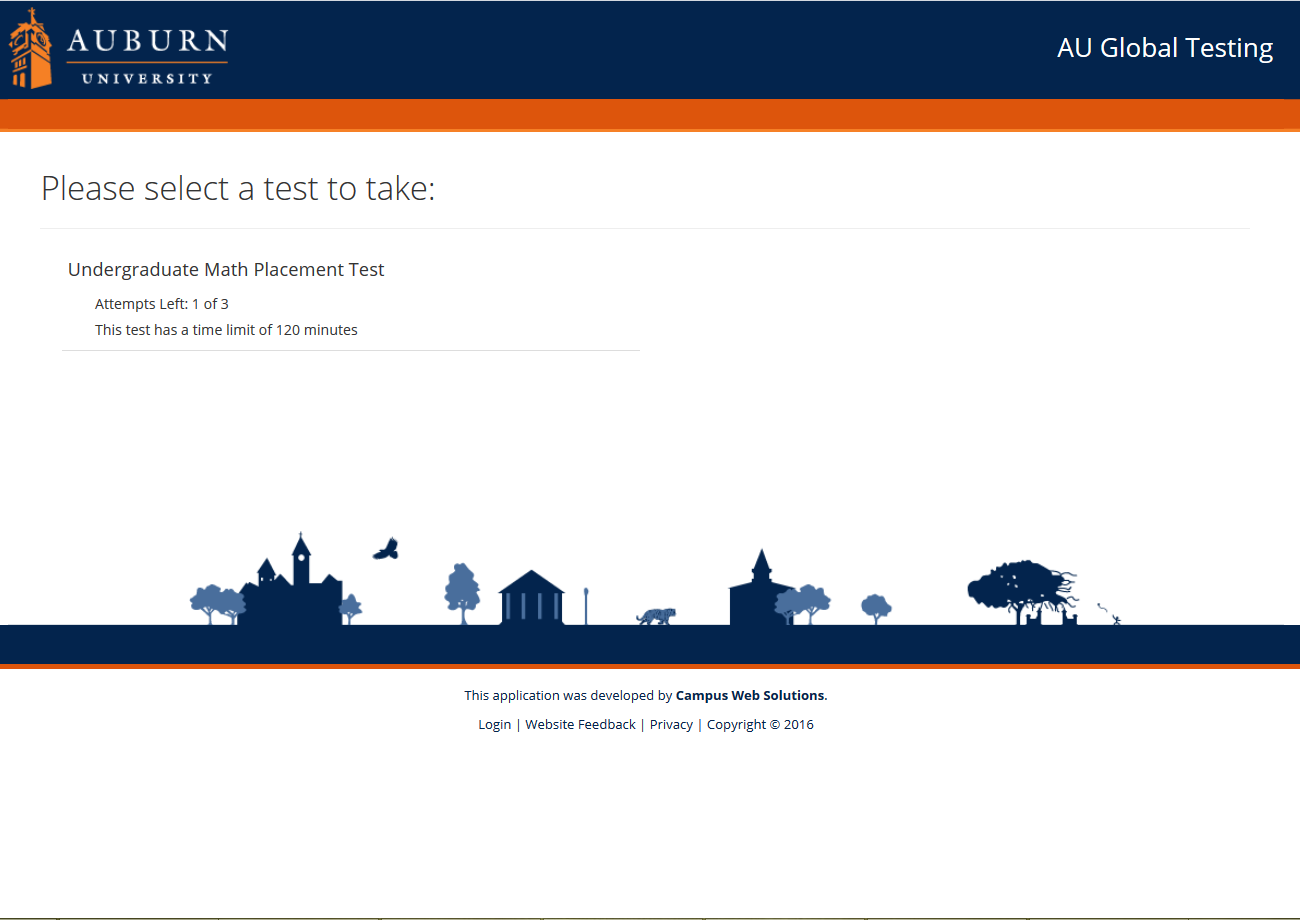 AUBURN
UNIVERSITY
AU Global Testing
Please select a test to take:
Undergraduate Math Placement Test
Attempts Left: 1 of 3
This test has a time limit of 120 minutes
This application was developed by Campus Web Solutions.
Login | Website Feedback | Privacy | Copyright © 2016